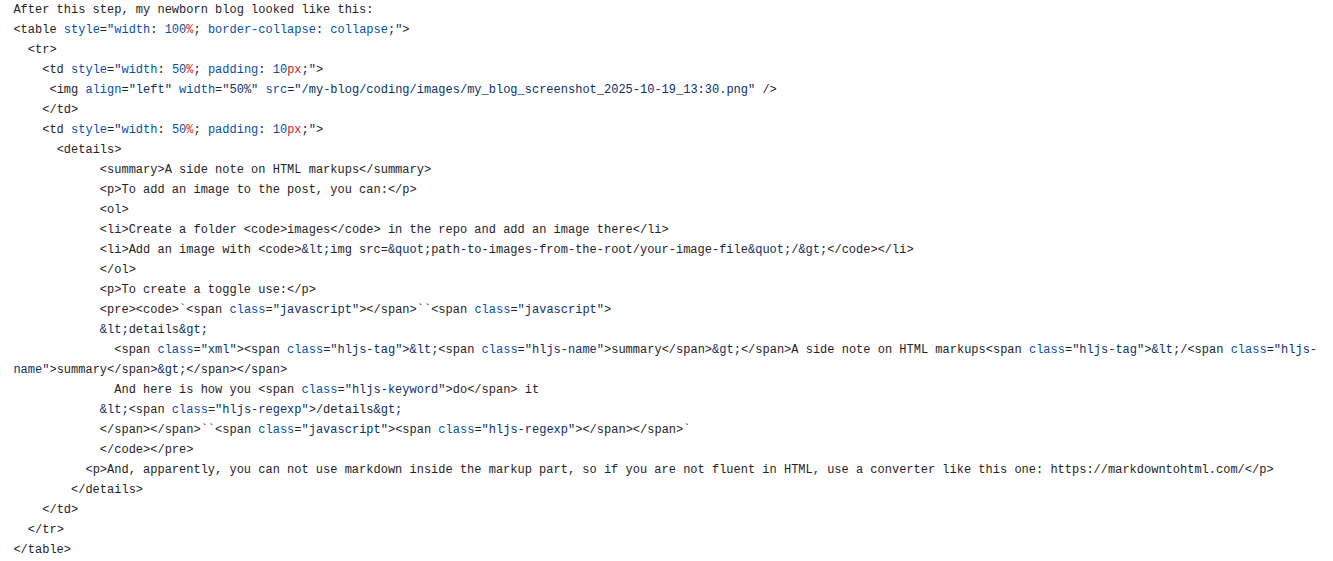 After this step, my newborn blog looked like this:
<table style="width: 100%; border-collapse: collapse;">
  <tr>
    <td style="width: 50%; padding: 10px;">
     <img align="left" width="50%" src="/my-blog/coding/images/my_blog_screenshot_2025-10-19_13:30.png" />
    </td>
    <td style="width: 50%; padding: 10px;">
      <details>
            <summary>A side note on HTML markups</summary>
            <p>To add an image to the post, you can:</p>
            <ol>
            <li>Create a folder <code>images</code> in the repo and add an image there</li>
            <li>Add an image with <code>&lt;img src=&quot;path-to-images-from-the-root/your-image-file&quot;/&gt;</code></li>
            </ol>
            <p>To create a toggle use:</p>
            <pre><code>`<span class="javascript"></span>``<span class="javascript">
            &lt;details&gt;
              <span class="xml"><span class="hljs-tag">&lt;<span class="hljs-name">summary</span>&gt;</span>A side note on HTML markups<span class="hljs-tag">&lt;/<span class="hljs-
name">summary</span>&gt;</span></span>
              And here is how you <span class="hljs-keyword">do</span> it
            &lt;<span class="hljs-regexp">/details&gt;
            </span></span>``<span class="javascript"><span class="hljs-regexp"></span></span>`
            </code></pre>
          <p>And, apparently, you can not use markdown inside the markup part, so if you are not fluent in HTML, use a converter like this one: https://markdowntohtml.com/</p>
        </details>
    </td>
  </tr>
</table>